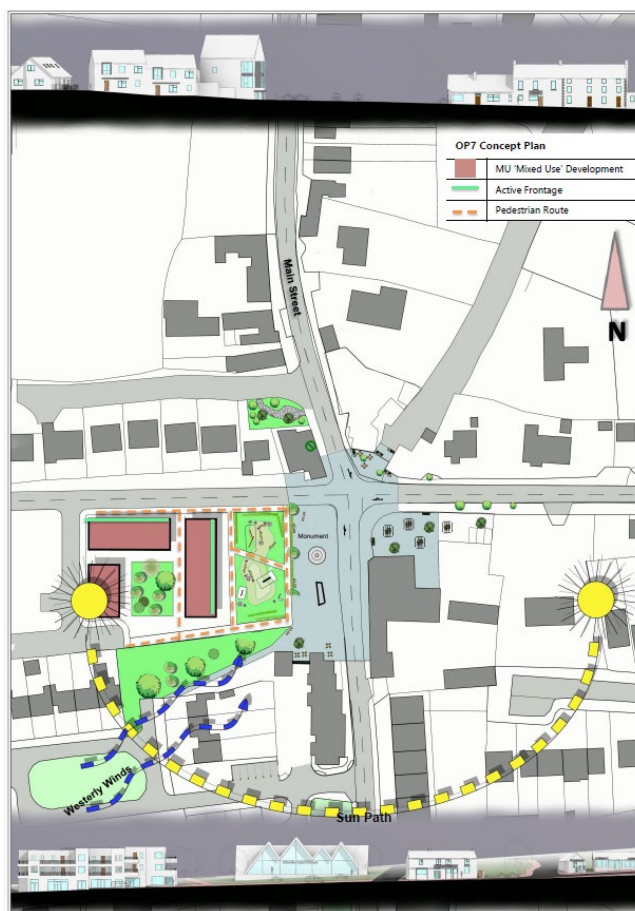 OP7 Concept Plan
MU 'Mixed Use' Development
Active Frontage
Pedestrian Route
N
Main Street
Monument
Westerly Winds
Sun Path